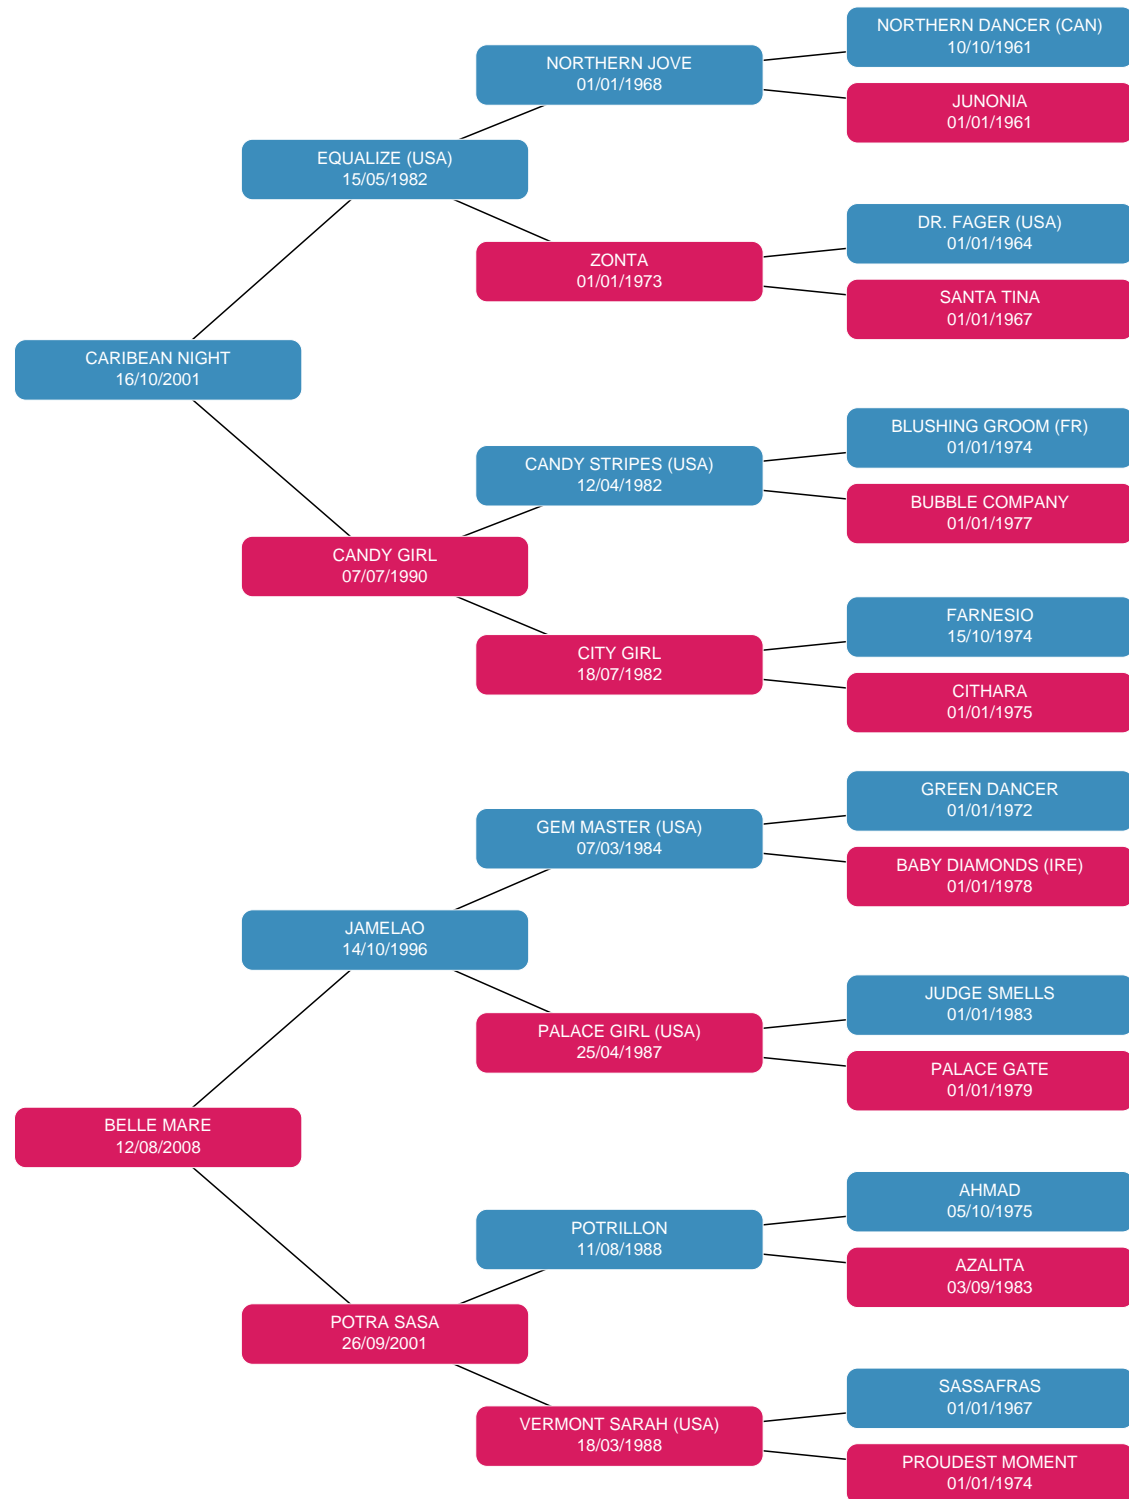 NORTHERN DANCER (CAN)
10/10/1961
NORTHERN JOVE
01/01/1968
JUNONIA
01/01/1961
EQUALIZE (USA)
15/05/1982
DR. FAGER (USA)
01/01/1964
ZONTA
01/01/1973
SANTA TINA
01/01/1967
CARIBEAN NIGHT
16/10/2001
BLUSHING GROOM (FR)
01/01/1974
CANDY STRIPES (USA)
12/04/1982
BUBBLE COMPANY
01/01/1977
CANDY GIRL
07/07/1990
FARNESIO
15/10/1974
CITY GIRL
18/07/1982
CITHARA
01/01/1975
GREEN DANCER
01/01/1972
GEM MASTER (USA)
07/03/1984
BABY DIAMONDS (IRE)
01/01/1978
JAMELAO
14/10/1996
JUDGE SMELLS
01/01/1983
PALACE GIRL (USA)
25/04/1987
PALACE GATE
01/01/1979
BELLE MARE
12/08/2008
AHMAD
05/10/1975
POTRILLON
11/08/1988
AZALITA
03/09/1983
POTRA SASA
26/09/2001
SASSAFRAS
01/01/1967
VERMONT SARAH (USA)
18/03/1988
PROUDEST MOMENT
01/01/1974